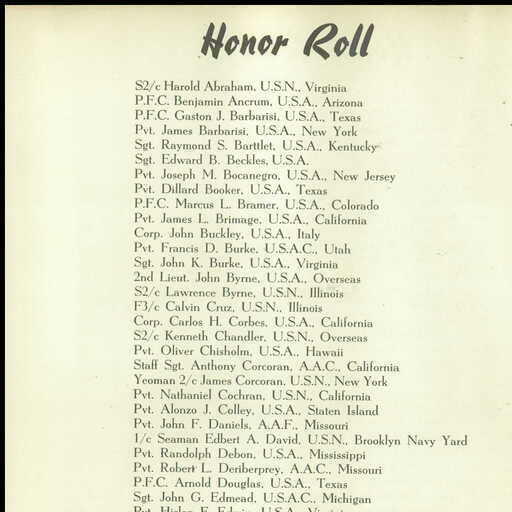 Honor Roll
S2/c Harold Abraham, U.S.N., Virginia
P.F.C. Benjamin Ancrum, U.S.A., Arizona
P.F.C. Gaston J. Barbarisi, U.S.A., Texas
Pvt. James Barbarisi, U.S.A., New York
Sgt. Raymond S. Barttlet, U.S.A., Kentucky
Sgt. Edward B. Beckles, U.S.A.
Pvt. Joseph M. Bocanegro, U.S.A., New Jersey
Pvt. Dillard Booker, U.S.A., Texas
P.F.C. Marcus L. Bramer, U.S.A., Colorado
Pvt. James L. Brimage, U.S.A., California
Corp. John Buckley, U.S.A., Italy
Pvt. Francis D. Burke, U.S.A.C., Utah
Sgt. John K. Burke, U.S.A., Virginia
2nd Lieut. John Byrne, U.S.A., Overseas
S2/c Lawrence Byrne, U.S.N., Illinois
F3/c Calvin Cruz, U.S.N., Illinois
Corp. Carlos H. Corbes, U.S.A., California
S2/c Kenneth Chandler, U.S.N., Overseas
Pvt. Oliver Chisholm, U.S.A., Hawaii
Staff Sgt. Anthony Corcoran, A.A.C., California
Yeoman 2/c James Corcoran, U.S.N., New York
Pvt. Nathaniel Cochran, U.S.N., California
Pvt. Alonzo J. Colley, U.S.A., Staten Island
Pvt. John F. Daniels, A.A.F., Missouri
1/c Seaman Edbert A. David, U.S.N., Brooklyn Navy Yard
Pvt. Randolph Debon, U.S.A., Mississippi
Pvt. Robert L. Deriberprey, A.A.C., Missouri
P.F.C. Arnold Douglas, U.S.A., Texas
Sgt. John G. Edmead, U.S.A.C., Michigan